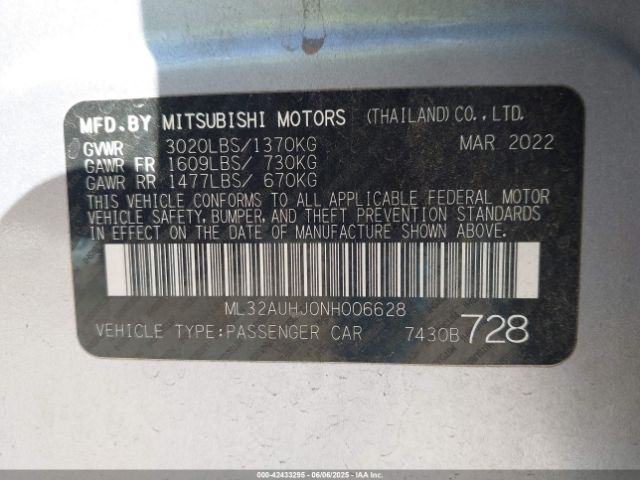 MFD.BY MITSUBISHI MOTORS (THAILAND)CO.,LTD.
GVWR 3020LBS/1370KG MAR 2022
GAWR FR 1609LBS/ 730KG
GAWR RR 1477LBS/ 670KG
THIS VEHICLE CONFORMS TO ALL APPLICABLE FEDERAL MOTOR
VEHICLE SAFETY, BUMPER, AND THEFT PREVENTION STANDARDS
IN EFFECT ON THE DATE OF MANUFACTURE SHOWN ABOVE.
ML32AUHJ0NH006628
VEHICLE TYPE:PASSENGER CAR 7430B 728
000-42433295 - 06/06/2025 - IAA Inc.